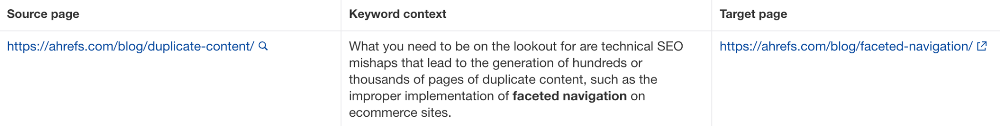 Source page
Keyword context
Target page
https://ahrefs.com/blog/duplicate-content/
What you need to be on the lookout for are technical SEO
mishaps that lead to the generation of hundreds or
thousands of pages of duplicate content, such as the
improper implementation of faceted navigation on
ecommerce sites.
https://ahrefs.com/blog/faceted-navigation/